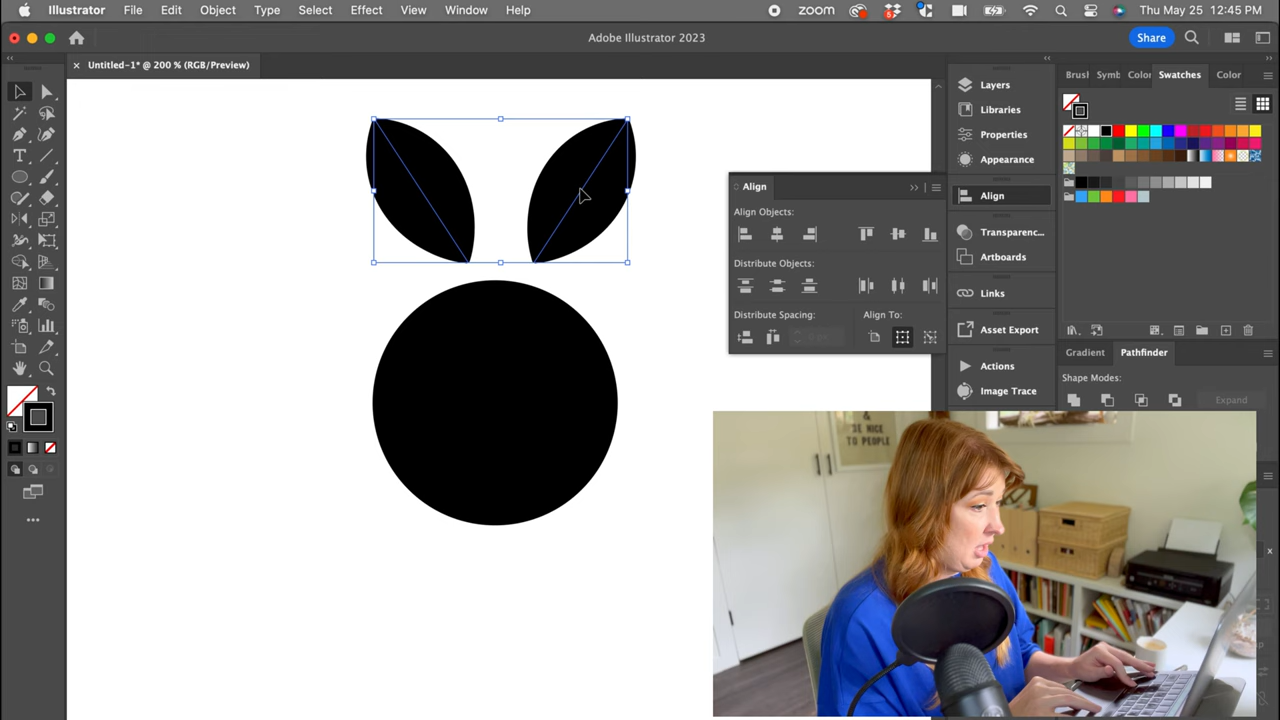 Illustrator File Edit Object Type Select Effect View Window Help zoom 5 Thu May 25 12:45 PM
Adobe Illustrator 2023 Share
× Untitled-1* @ 200 % (RGB/Preview)
Layers
Libraries
Properties
Appearance
Align
Transparenc...
Artboards
Links
Asset Export
Actions
Image Trace
Align
Align Objects:
Distribute Objects:
Distribute Spacing: Align To:
Brusl Symb Color Swatches Color
Gradient Pathfinder
Shape Modes:
Expand
BE NICE
TO PEOPLE